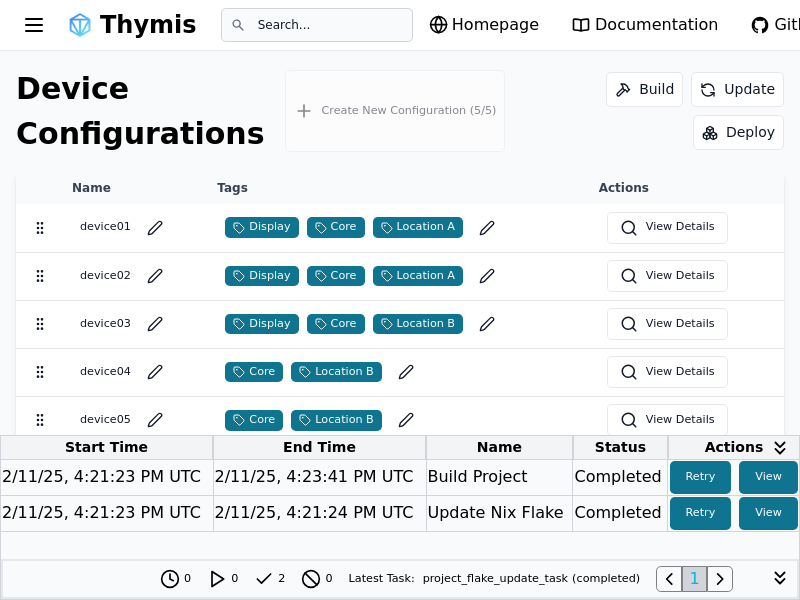 Thymis
Search...
Homepage
Documentation
Device
Configurations
Create New Configuration (5/5)
Build
Update
Deploy
Name Tags Actions
device01 Display Core Location A View Details
device02 Display Core Location A View Details
device03 Display Core Location B View Details
device04 Core Location B View Details
device05 Core Location B View Details
Start Time End Time Name Status Actions
2/11/25, 4:21:23 PM UTC 2/11/25, 4:23:41 PM UTC Build Project Completed Retry View
2/11/25, 4:21:23 PM UTC 2/11/25, 4:21:24 PM UTC Update Nix Flake Completed Retry View
0 0 2 0 Latest Task: project_flake_update_task (completed) 1